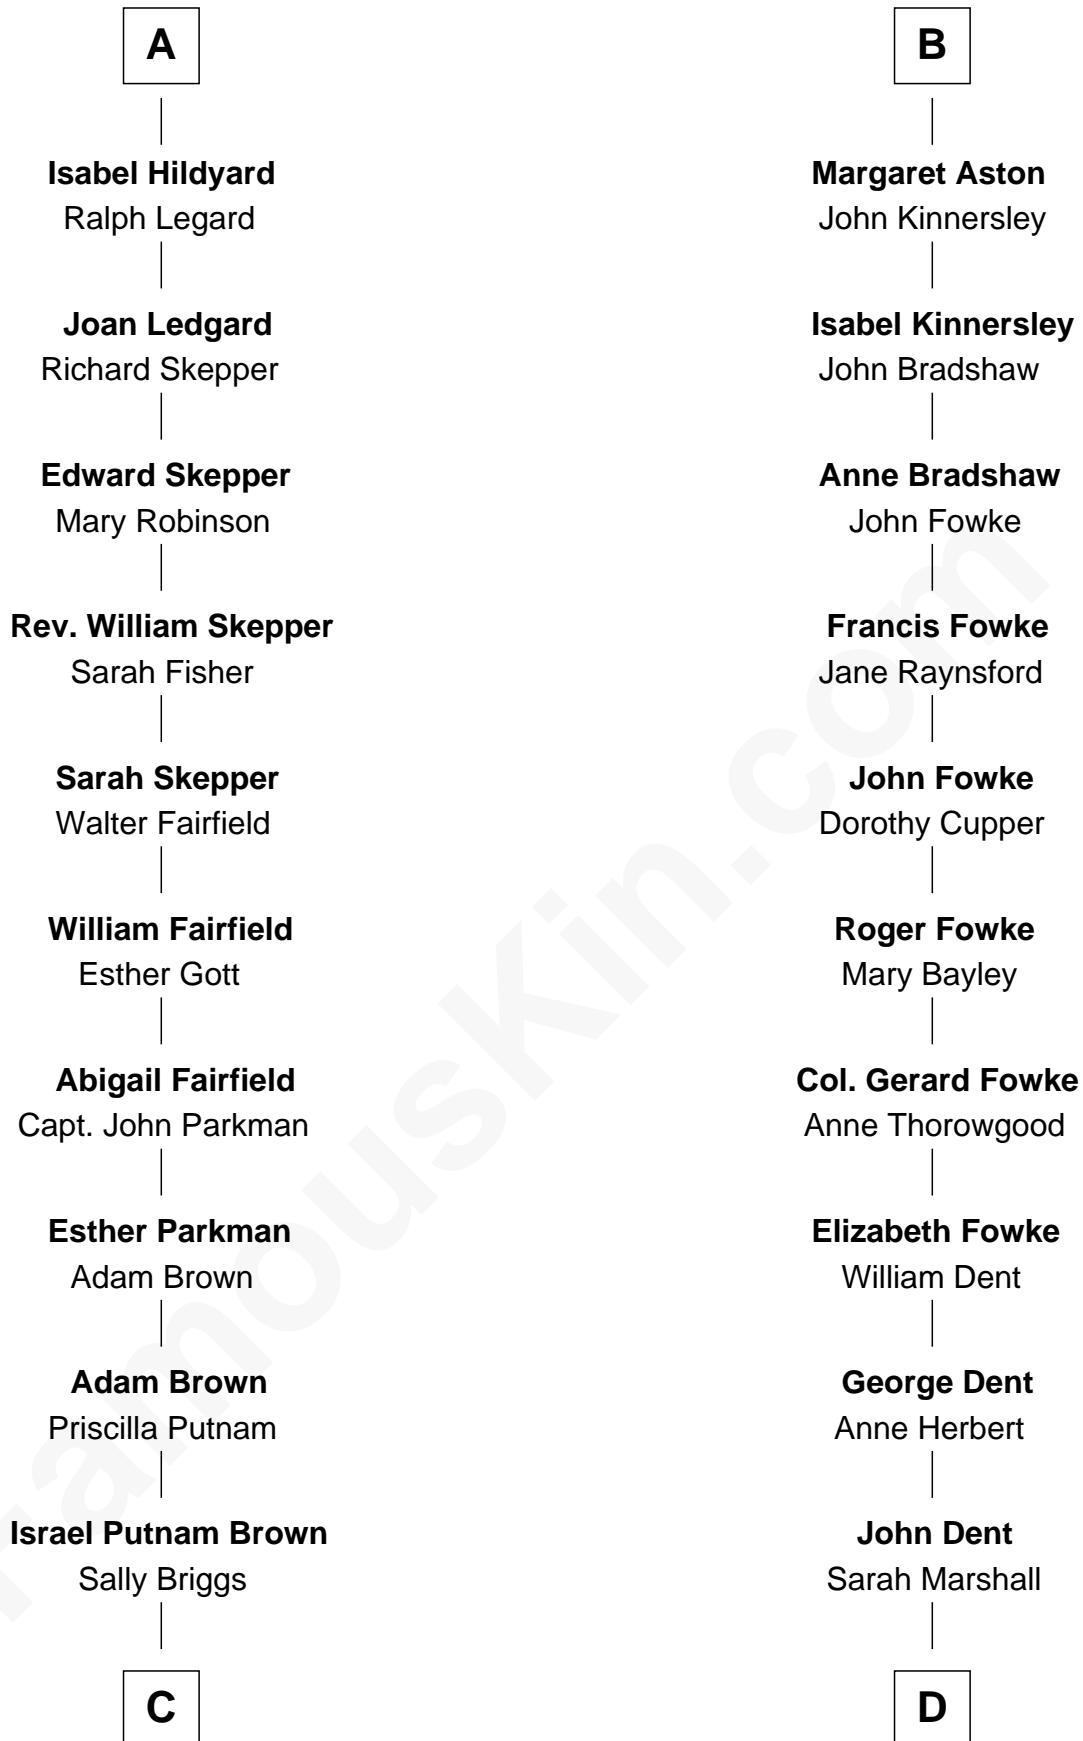 A
Isabel Hildyard
Ralph Legard
Joan Ledgard
Richard Skepper
Edward Skepper
Mary Robinson
Rev. William Skepper
Sarah Fisher
Sarah Skepper
Walter Fairfield
William Fairfield
Esther Gott
Abigail Fairfield
Capt. John Parkman
Esther Parkman
Adam Brown
Adam Brown
Priscilla Putnam
Israel Putnam Brown
Sally Briggs
C
B
Margaret Aston
John Kinnersley
Isabel Kinnersley
John Bradshaw
Anne Bradshaw
John Fowke
Francis Fowke
Jane Raynsford
John Fowke
Dorothy Cupper
Roger Fowke
Mary Bayley
Col. Gerard Fowke
Anne Thorowgood
Elizabeth Fowke
William Dent
George Dent
Anne Herbert
John Dent
Sarah Marshall
D
FamousKin.com